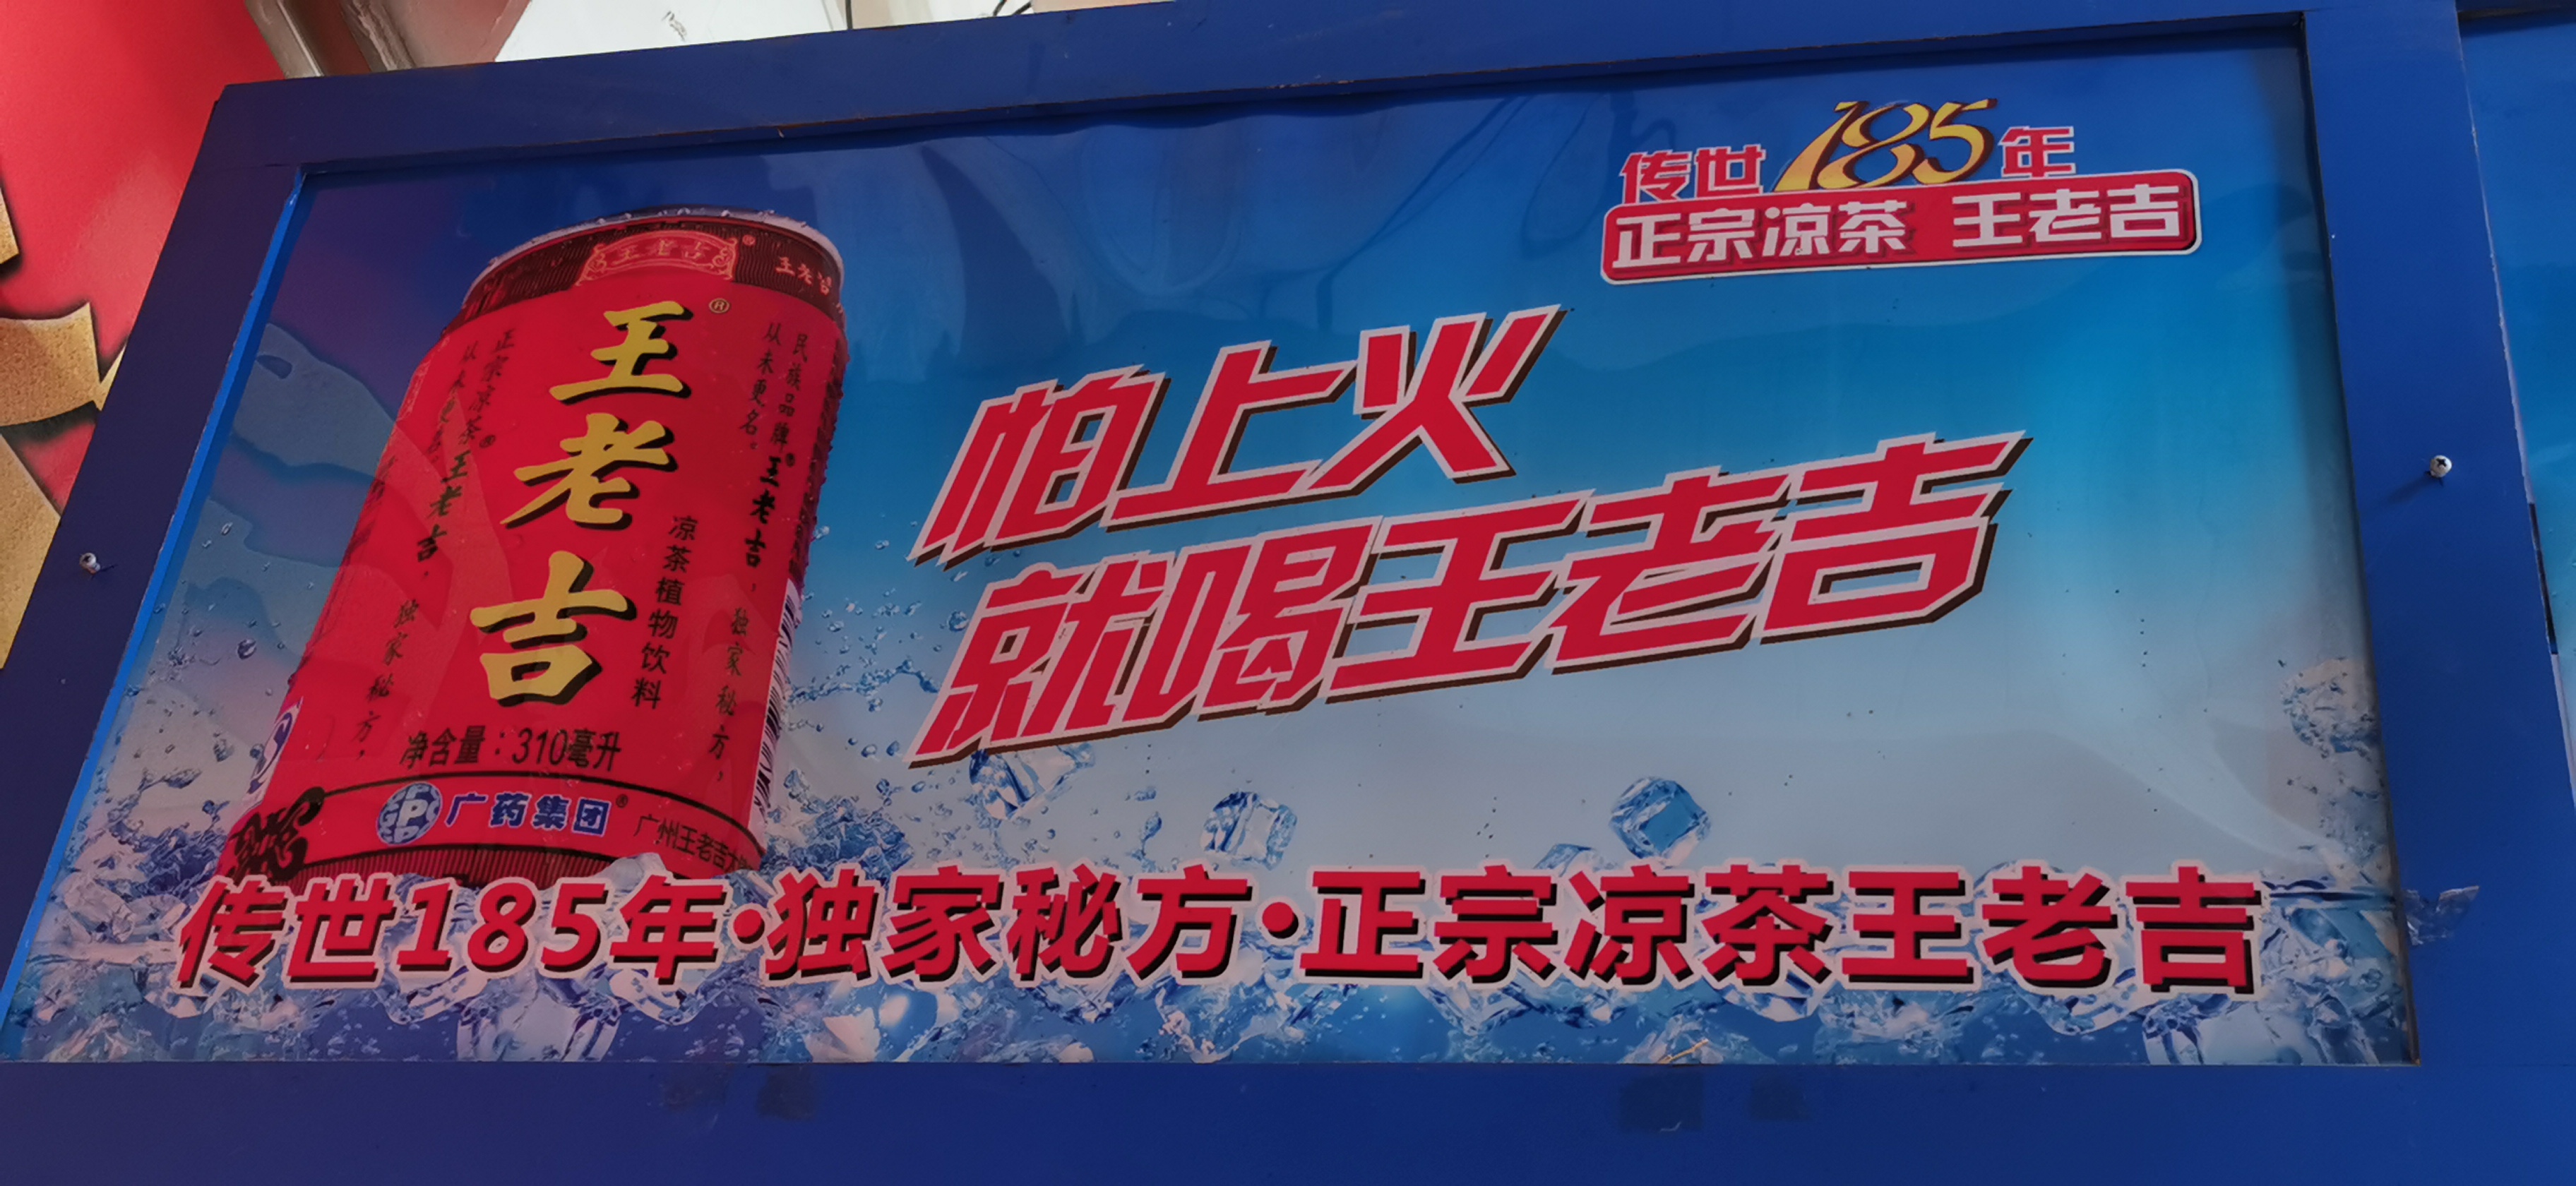 传世185年
正宗凉茶 王老吉
怕上火
就喝王老吉
王老吉®
王老吉
王老吉®
民族品牌®王老吉，独家秘方，
从未更名。
正宗凉茶®王老吉，独家秘方，
凉茶植物饮料
净含量：310毫升
GPC 广药集团®
广州王老吉大
传世185年·独家秘方·正宗凉茶王老吉